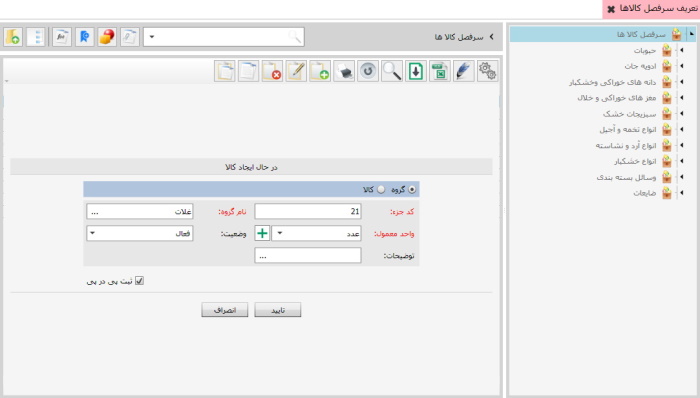 تعریف سرفصل کالاها
سرفصل کالا ها
سرفصل کالا ها
حبوبات
ادویه جات
دانه های خوراکی وخشکبار
مغز های خوراکی و خلال
سبزیجات خشک
انواع تخمه و آجیل
انواع آرد و نشاسته
انواع خشکبار
وسائل بسته بندی
ضایعات
در حال ایجاد کالا
گروه کالا
کد جزء: 21 نام گروه: غلات ...
واحد معمول: عدد وضعیت: فعال
توضیحات: ...
ثبت پی در پی
تایید انصراف